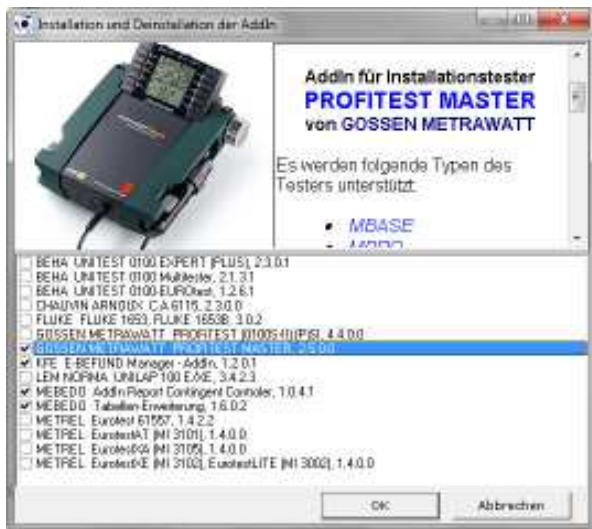 Installation und Deinstallation der AddIn
AddIn für Installationstester
PROFITEST MASTER
von GOSSEN METRAWATT
Es werden folgende Typen des
Testers unterstützt.
MBASE
BEHA UNITEST 0100 EXPERT (PLUS), 2.3.0.1
BEHA UNITEST 0100 Multitester, 2.1.3.1
BEHA UNITEST 0100-EUROtest, 1.2.6.1
CHAUVIN ARNOUX C.A 6115, 2.3.0.0
FLUKE FLUKE 1653, FLUKE 1653B, 3.0.2
GOSSEN METRAWATT PROFITEST 4.4.0.0
GOSSEN METRAWATT PROFITEST MASTER, 2.5.0.0
KFE E-BEFUND Manager - AddIn, 1.2.0.1
LEM NORMA UNILAP 100 E/XE, 3.4.2.3
MEBEDO AddIn Report Contingent Controler, 1.0.4.1
MEBEDO Tabellen-Erweiterung, 1.6.0.2
METREL Eurotest 61557, 1.4.2.2
METREL EurotestAT (MI 3101), 1.4.0.0
METREL EurotestXA (MI 3105), 1.4.0.0
METREL EurotestXE (MI 3102), EurotestLITE (MI 3002), 1.4.0.0
OK
Abbrechen